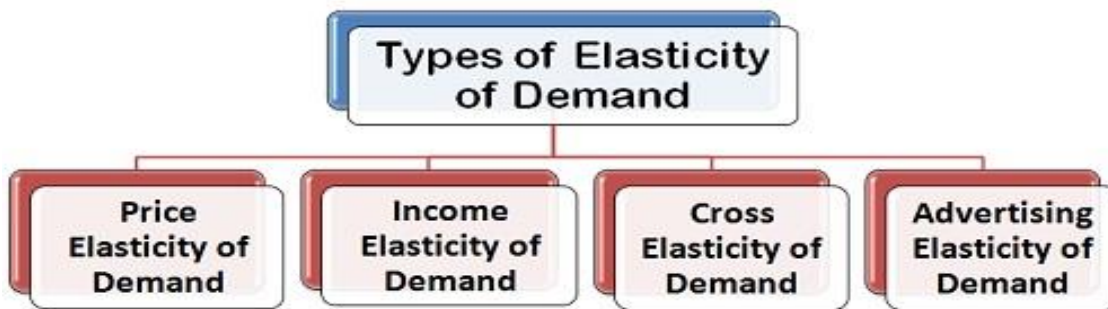 Types of Elasticity
of Demand
Price
Elasticity of
Demand
Income
Elasticity of
Demand
Cross
Elasticity of
Demand
Advertising
Elasticity of
Demand